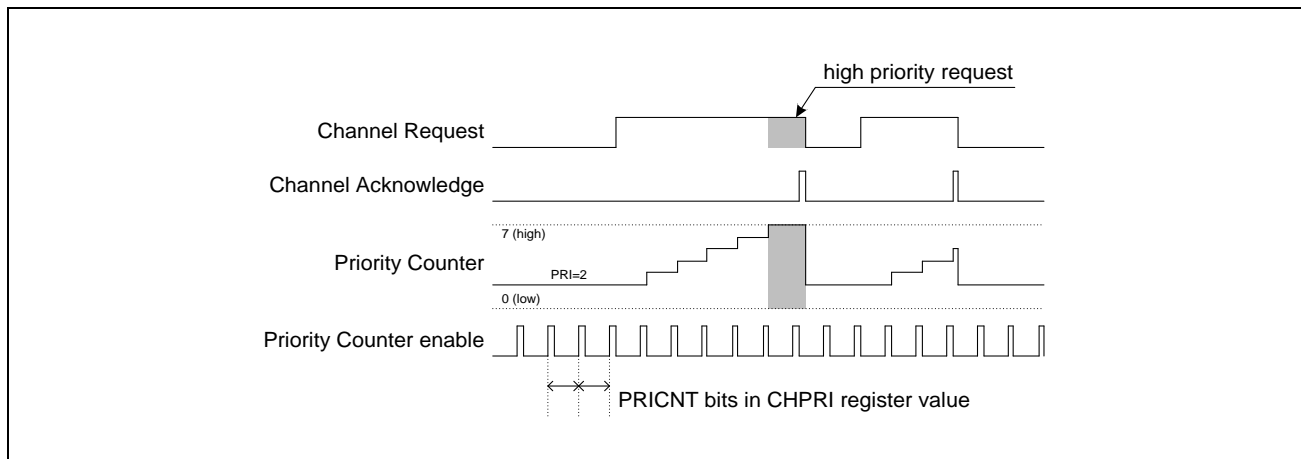 high priority request
Channel Request
Channel Acknowledge
7 (high)
Priority Counter
PRI=2
0 (low)
Priority Counter enable
PRICNT bits in CHPRI register value